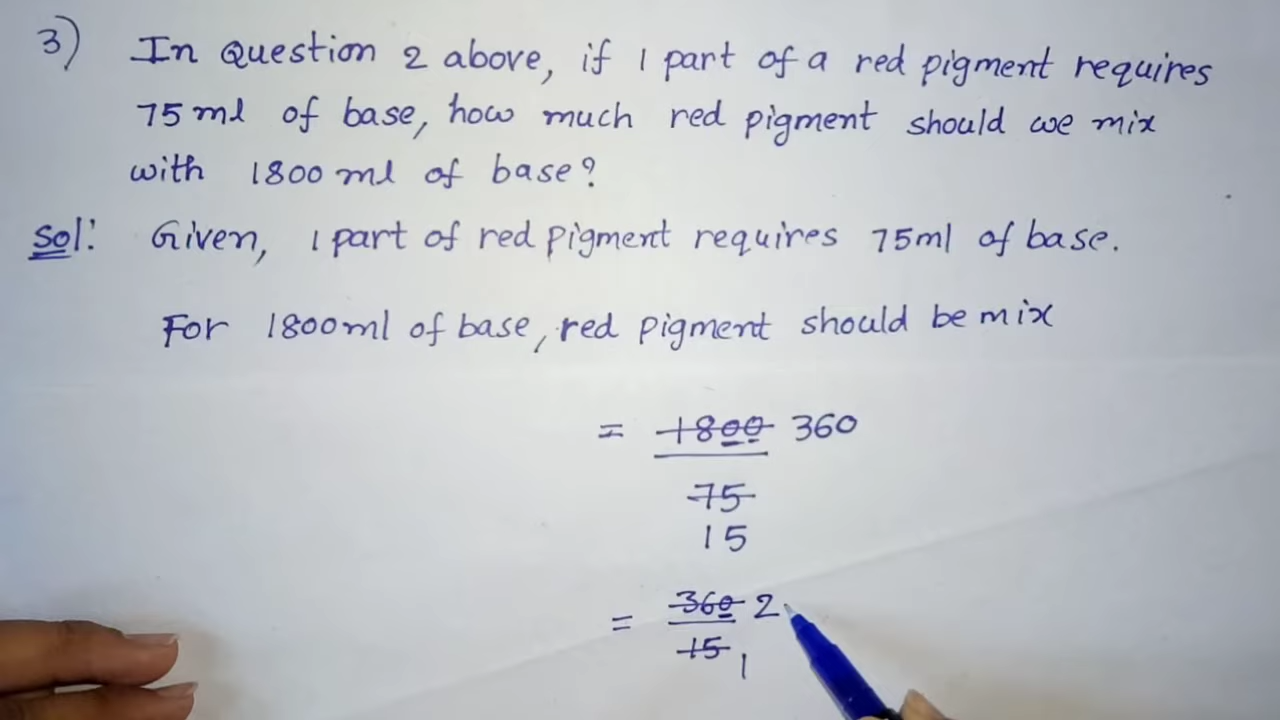 3) In Question 2 above, if 1 part of a red pigment requires
75 ml of base, how much red pigment should we mix
with 1800 ml of base?
Sol: Given, 1 part of red pigment requires 75ml of base.
For 1800ml of base, red pigment should be mix
= 1800 360
75
15
= 360 2
15 1